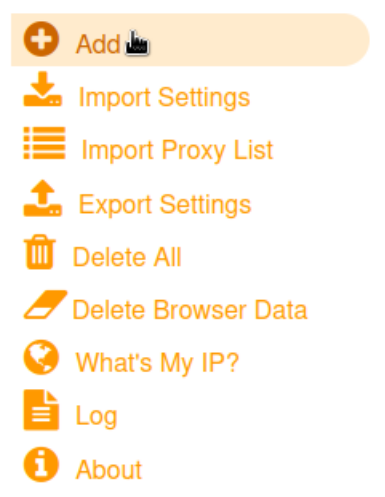 Add
Import Settings
Import Proxy List
Export Settings
Delete All
Delete Browser Data
What's My IP?
Log
About